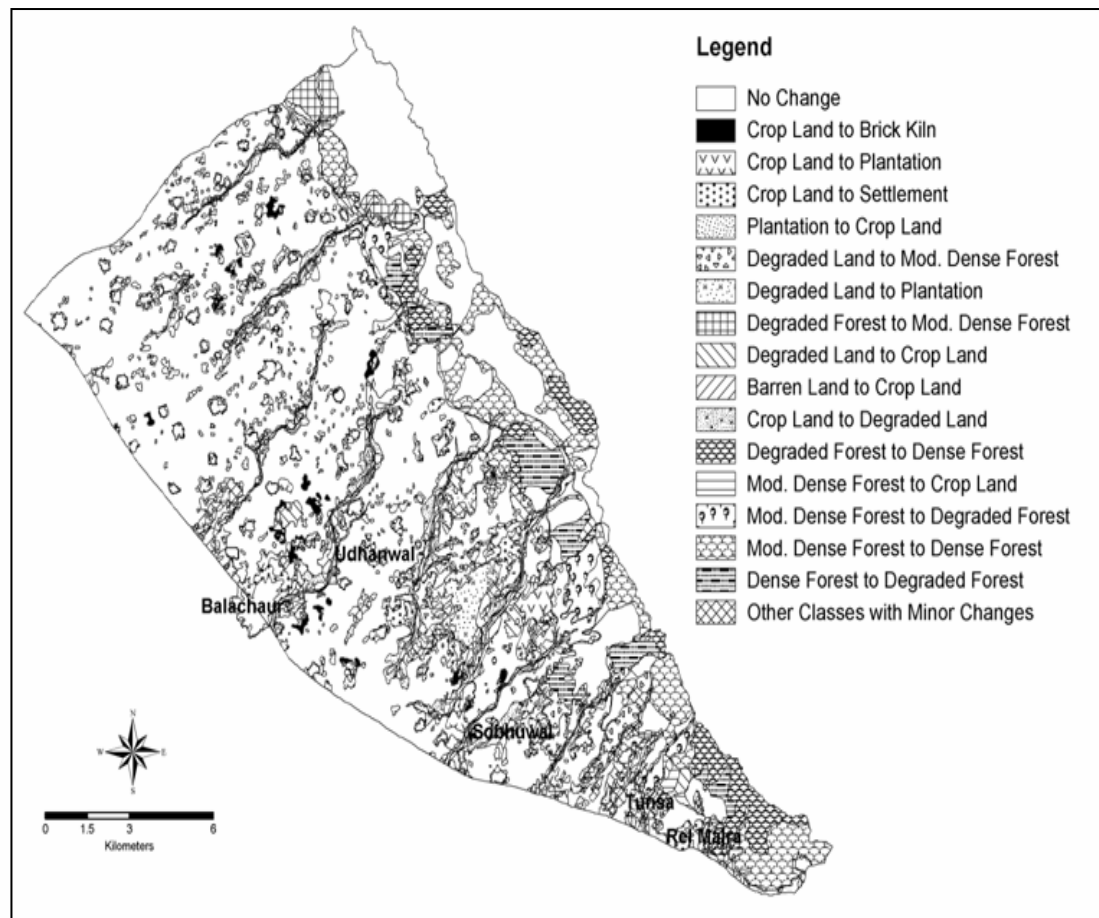 Legend
No Change
Crop Land to Brick Kiln
Crop Land to Plantation
Crop Land to Settlement
Plantation to Crop Land
Degraded Land to Mod. Dense Forest
Degraded Land to Plantation
Degraded Forest to Mod. Dense Forest
Degraded Land to Crop Land
Barren Land to Crop Land
Crop Land to Degraded Land
Degraded Forest to Dense Forest
Mod. Dense Forest to Crop Land
Mod. Dense Forest to Degraded Forest
Mod. Dense Forest to Dense Forest
Dense Forest to Degraded Forest
Other Classes with Minor Changes
Udhanwal
Balachaur
Sobhuwal
Tunsa
Rel Majra
N
W E
S
0 1.5 3 6
Kilometers